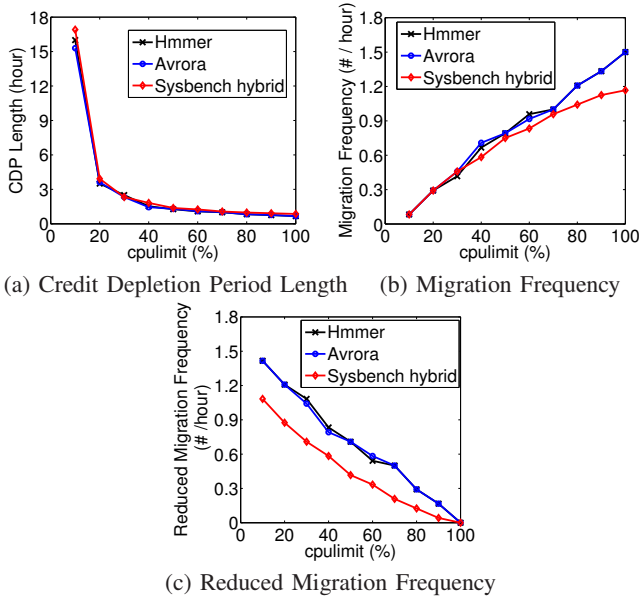 18
15
12
9
6
3
0
0 20 40 60 80 100
CDP Length (hour)
cpulimit (%)
Hmmer
Avrora
Sysbench hybrid
(a) Credit Depletion Period Length
1.8
1.5
1.2
0.9
0.6
0.3
0
0 20 40 60 80 100
Migration Frequency (# / hour)
cpulimit (%)
Hmmer
Avrora
Sysbench hybrid
(b) Migration Frequency
1.8
1.5
1.2
0.9
0.6
0.3
0
0 20 40 60 80 100
Reduced Migration Frequency
(# /hour)
cpulimit (%)
Hmmer
Avrora
Sysbench hybrid
(c) Reduced Migration Frequency